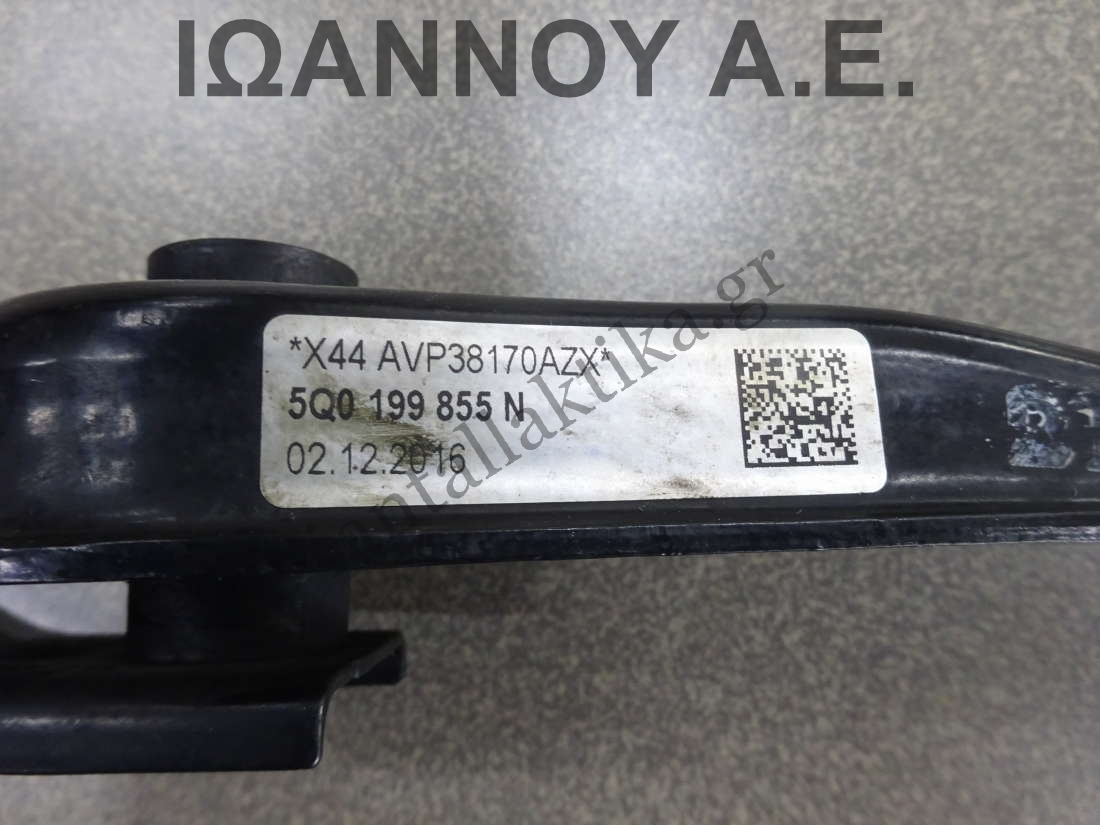 ΙΩΑΝΝΟΥ Α.Ε.
*X44 AVP38170AZX*
5Q0 199 855 N
02.12.2016
antallaktika.gr